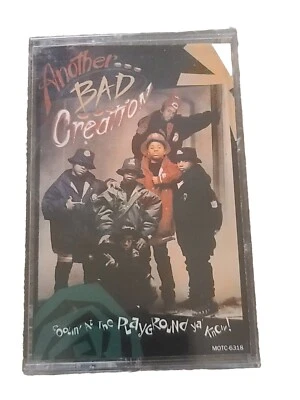 Another...
BAD
Creation
Coolin' At The Playground Ya Know!
MOTC-6318